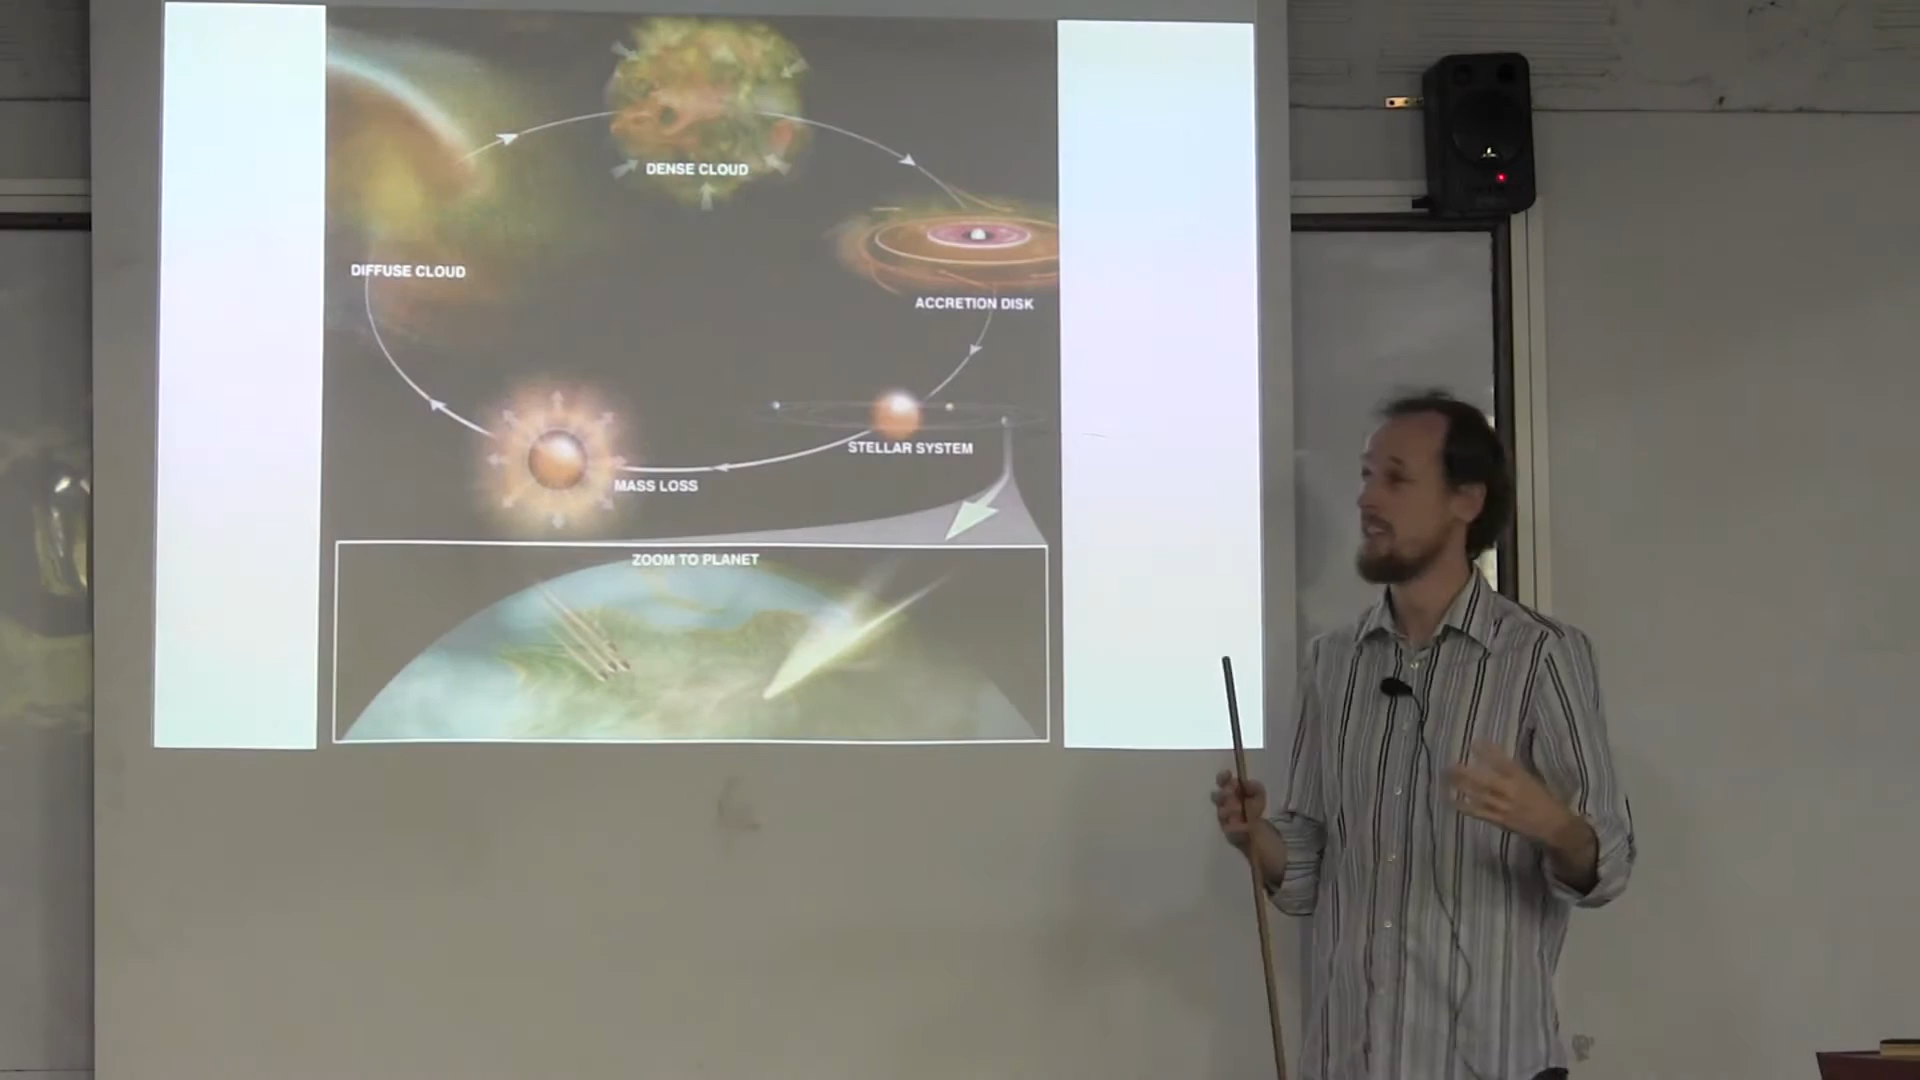 DENSE CLOUD
DIFFUSE CLOUD
ACCRETION DISK
STELLAR SYSTEM
MASS LOSS
ZOOM TO PLANET